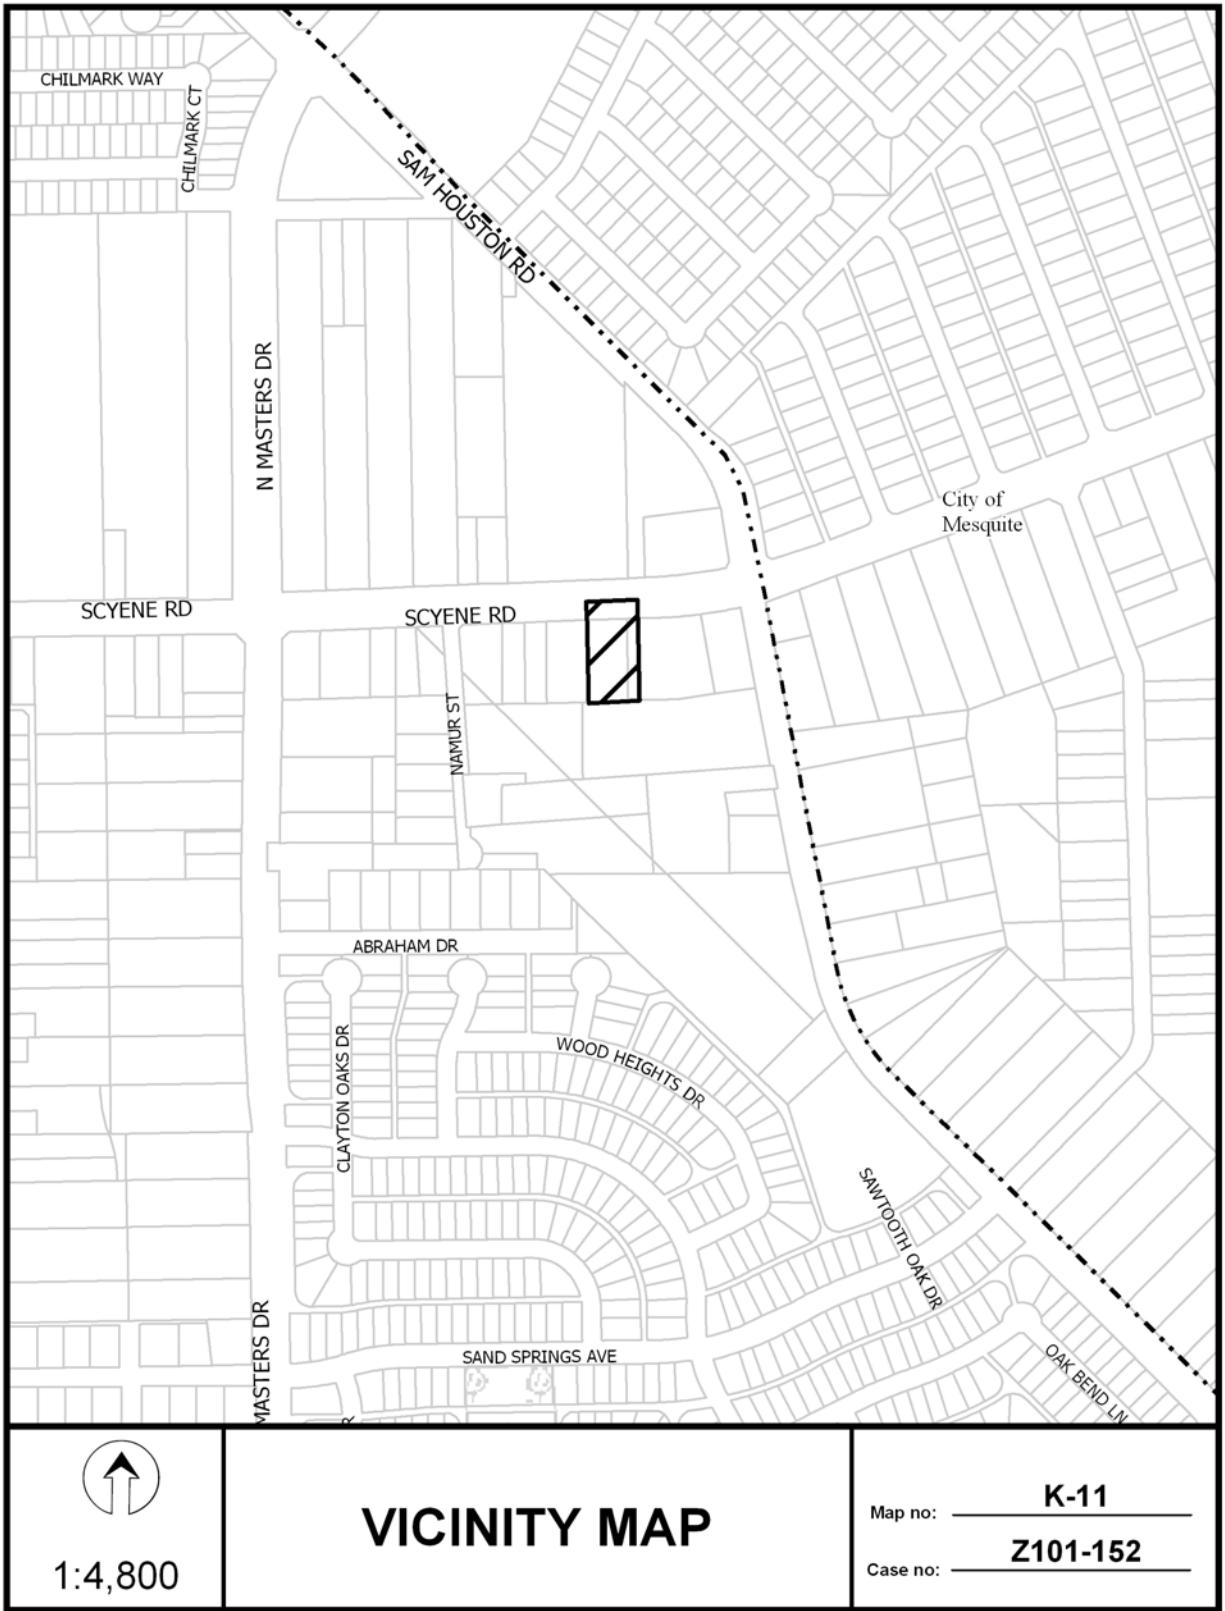 CHILMARK WAY
CHILMARK CT
SAM HOUSTON RD
N MASTERS DR
City of
Mesquite
SCYENE RD
SCYENE RD
NAMUR ST
ABRAHAM DR
CLAYTON OAKS DR
WOOD HEIGHTS DR
SAWTOOTH OAK DR
MASTERS DR
SAND SPRINGS AVE
OAK BEND LN
R
1:4,800
VICINITY MAP
Map no: K-11
Case no: Z101-152